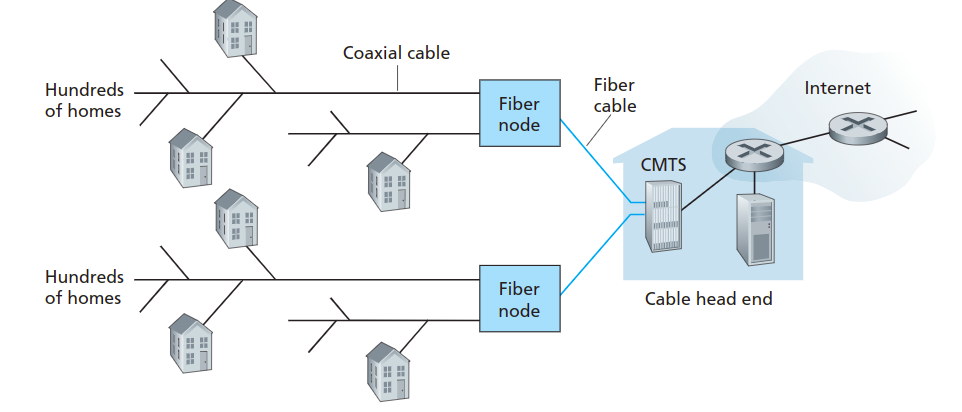 Coaxial cable
Hundreds
of homes
Fiber
node
Fiber
cable
Internet
CMTS
Hundreds
of homes
Fiber
node
Cable head end